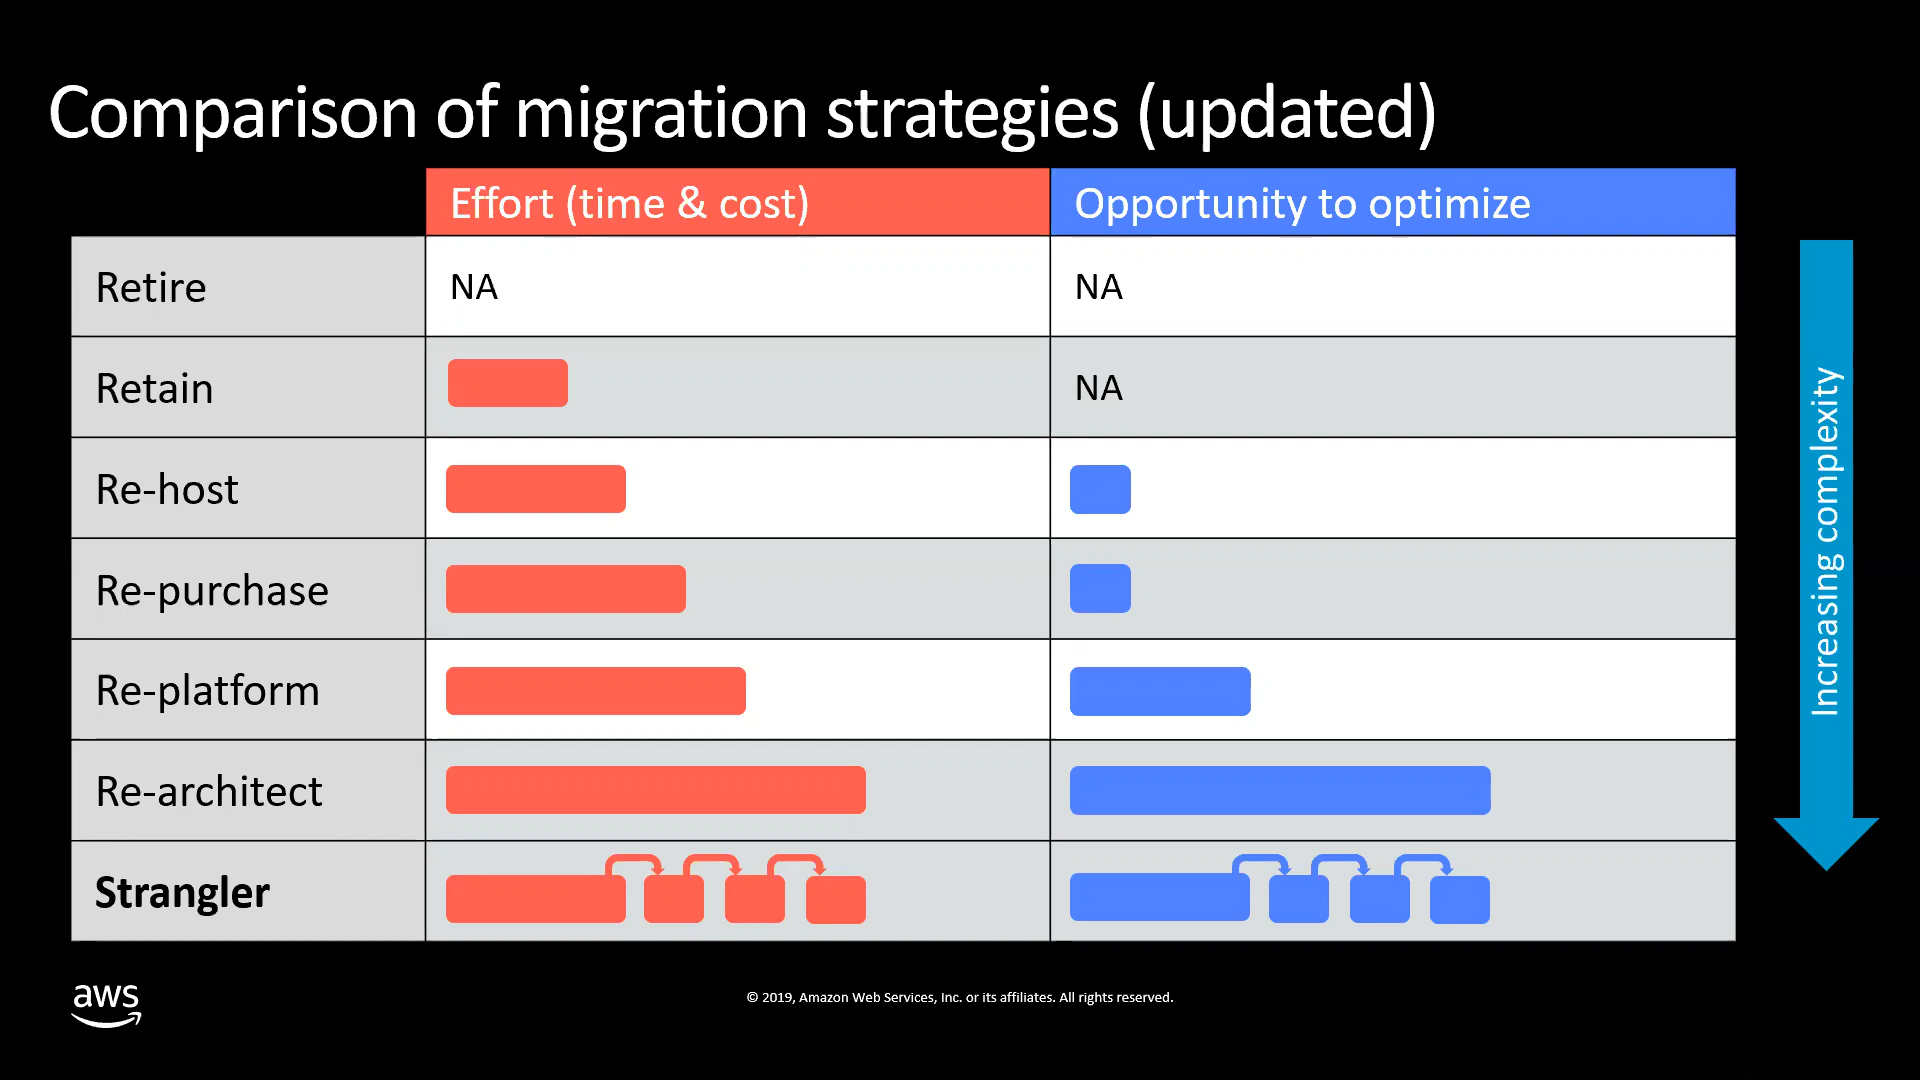 Comparison of migration strategies (updated)
Effort (time & cost)
Opportunity to optimize
Retire
NA
NA
Retain
NA
Re-host
Re-purchase
Re-platform
Re-architect
Strangler
Increasing complexity
aws
© 2019, Amazon Web Services, Inc. or its affiliates. All rights reserved.